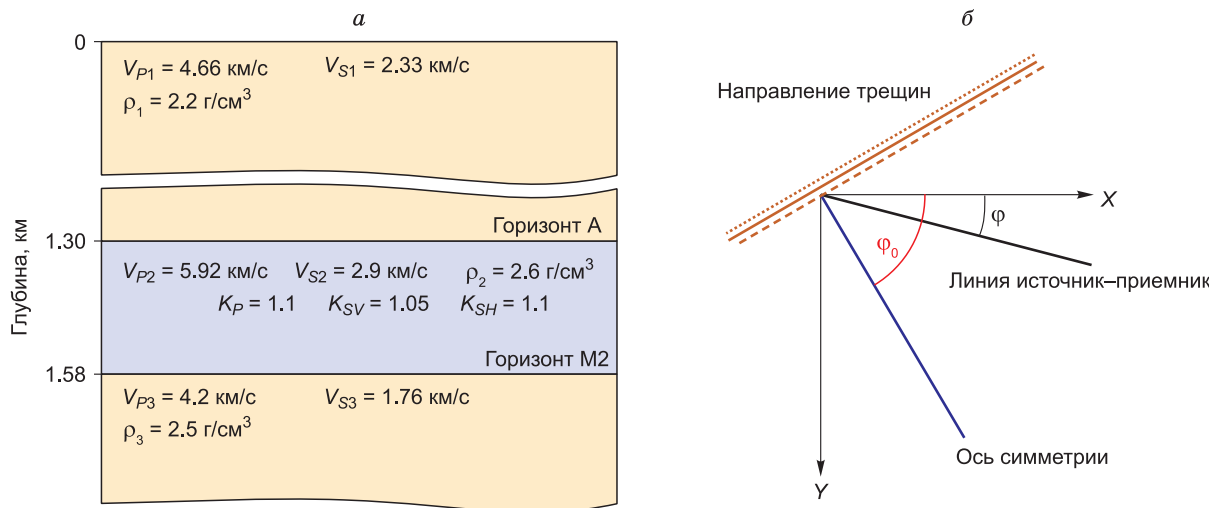 а
0
V_P1 = 4.66 км/с V_S1 = 2.33 км/с
ρ_1 = 2.2 г/см³
Глубина, км
Горизонт А
1.30
V_P2 = 5.92 км/с V_S2 = 2.9 км/с ρ_2 = 2.6 г/см³
K_P = 1.1 K_SV = 1.05 K_SH = 1.1
Горизонт М2
1.58
V_P3 = 4.2 км/с V_S3 = 1.76 км/с
ρ_3 = 2.5 г/см³
б
Направление трещин
X
φ
φ_0
Линия источник–приемник
Ось симметрии
Y